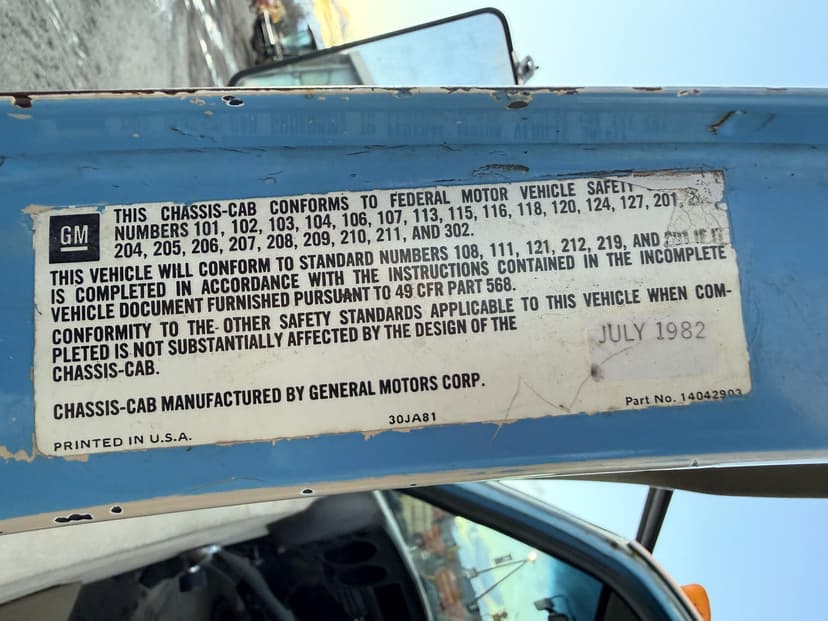 GM
THIS CHASSIS-CAB CONFORMS TO FEDERAL MOTOR VEHICLE SAFETY
NUMBERS 101, 102, 103, 104, 106, 107, 113, 115, 116, 118, 120, 124, 127, 201,
204, 205, 206, 207, 208, 209, 210, 211, AND 302.
THIS VEHICLE WILL CONFORM TO STANDARD NUMBERS 108, 111, 121, 212, 219, AND 301 IF IT
IS COMPLETED IN ACCORDANCE WITH THE INSTRUCTIONS CONTAINED IN THE INCOMPLETE
VEHICLE DOCUMENT FURNISHED PURSUANT TO 49 CFR PART 568.
CONFORMITY TO THE OTHER SAFETY STANDARDS APPLICABLE TO THIS VEHICLE WHEN COM-
PLETED IS NOT SUBSTANTIALLY AFFECTED BY THE DESIGN OF THE
CHASSIS-CAB.
JULY 1982
CHASSIS-CAB MANUFACTURED BY GENERAL MOTORS CORP.
PRINTED IN U.S.A.
30JA81
Part No. 14042903